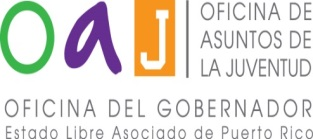 OAJ
OFICINA DE
ASUNTOS DE
LA JUVENTUD
OFICINA DEL GOBERNADOR
Estado Libre Asociado de Puerto Rico